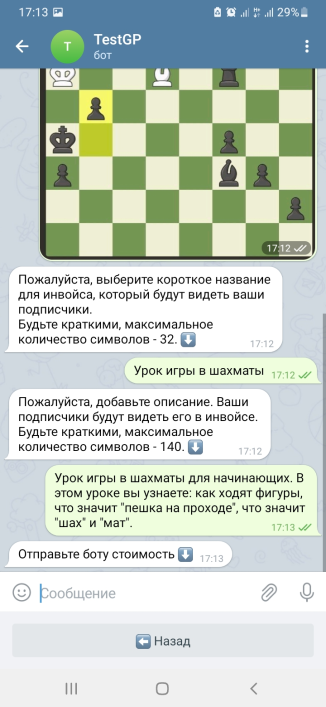 17:13
29%
T
TestGP
бот
17:12
Пожалуйста, выберите короткое название
для инвойса, который будут видеть ваши
подписчики.
Будьте краткими, максимальное
количество символов - 32.
17:12
Урок игры в шахматы
17:12
Пожалуйста, добавьте описание. Ваши
подписчики будут видеть его в инвойсе.
Будьте краткими, максимальное
количество символов - 140.
17:12
Урок игры в шахматы для начинающих. В
этом уроке вы узнаете: как ходят фигуры,
что значит "пешка на проходе", что значит
"шах" и "мат".
17:13
Отправьте боту стоимость
17:13
Сообщение
Назад